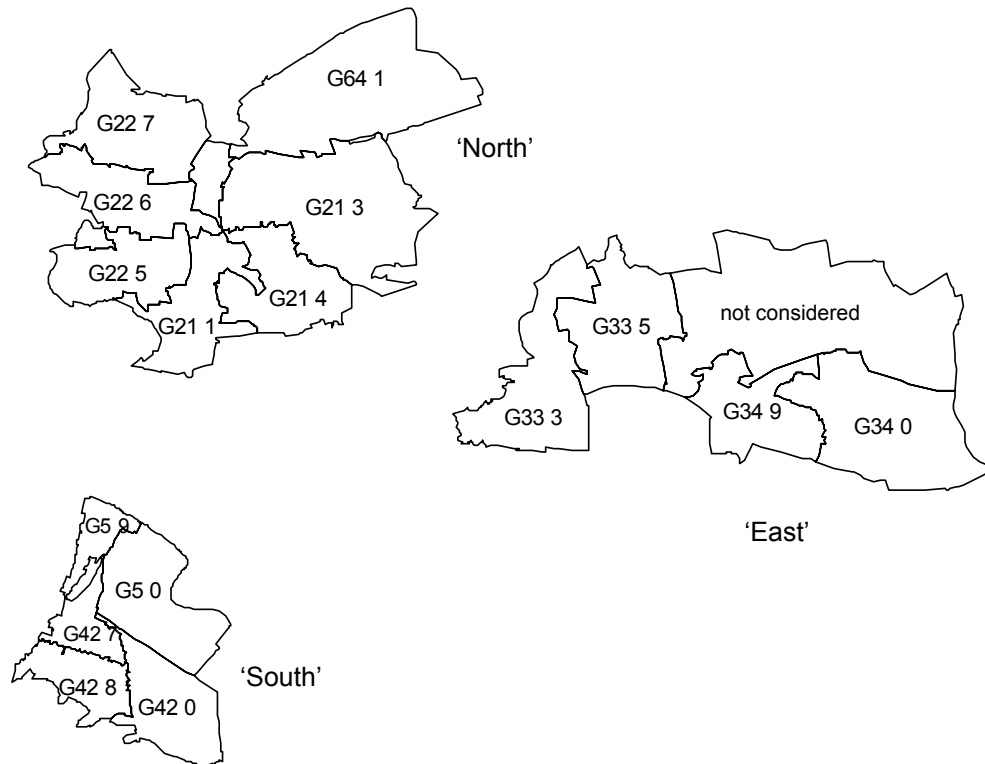 G64 1
G22 7
'North'
G22 6
G21 3
G22 5
G21 4
G21 1
not considered
G33 5
G33 3
G34 9
G34 0
'East'
G5 9
G5 0
G42 7
'South'
G42 8
G42 0